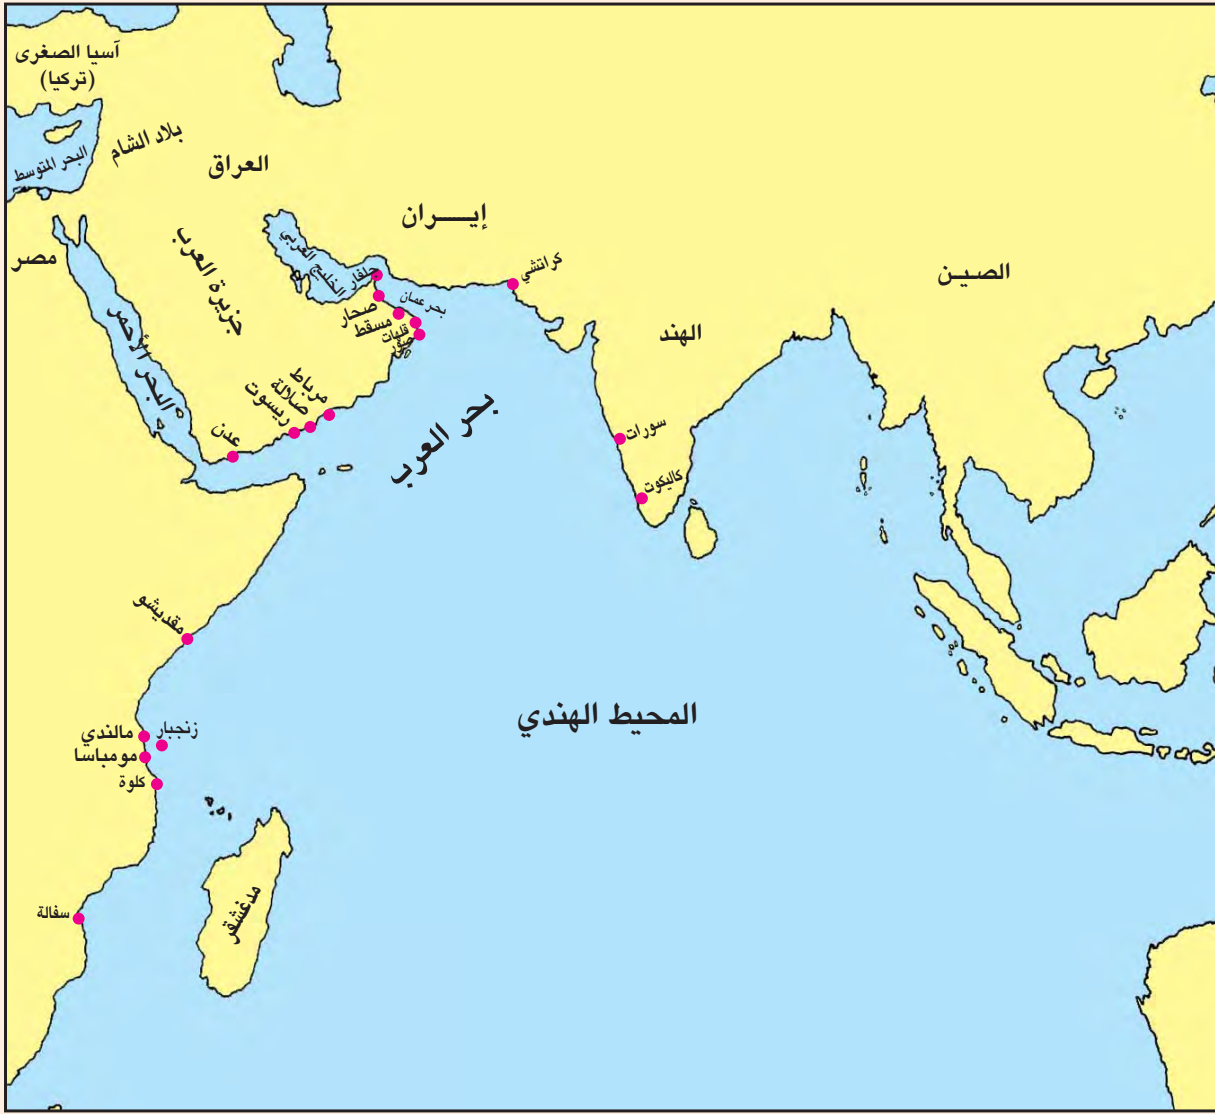 آسيا الصغرى
(تركيا)
بلاد الشام
البحر المتوسط
العراق
إيـــران
مصر
جزيرة العرب
الخليج العربي
جلفار
كراتشي
الصـيـن
بحر عمان
صحار
مسقط
قلهات
صور
الهند
البحر الأحمر
مرباط
صلالة
ريسوت
عدن
بحر العرب
سورات
كاليكوت
مقديشو
المحيط الهندي
زنجبار
مالندي
مومباسا
كلوة
مدغشقر
سفالة